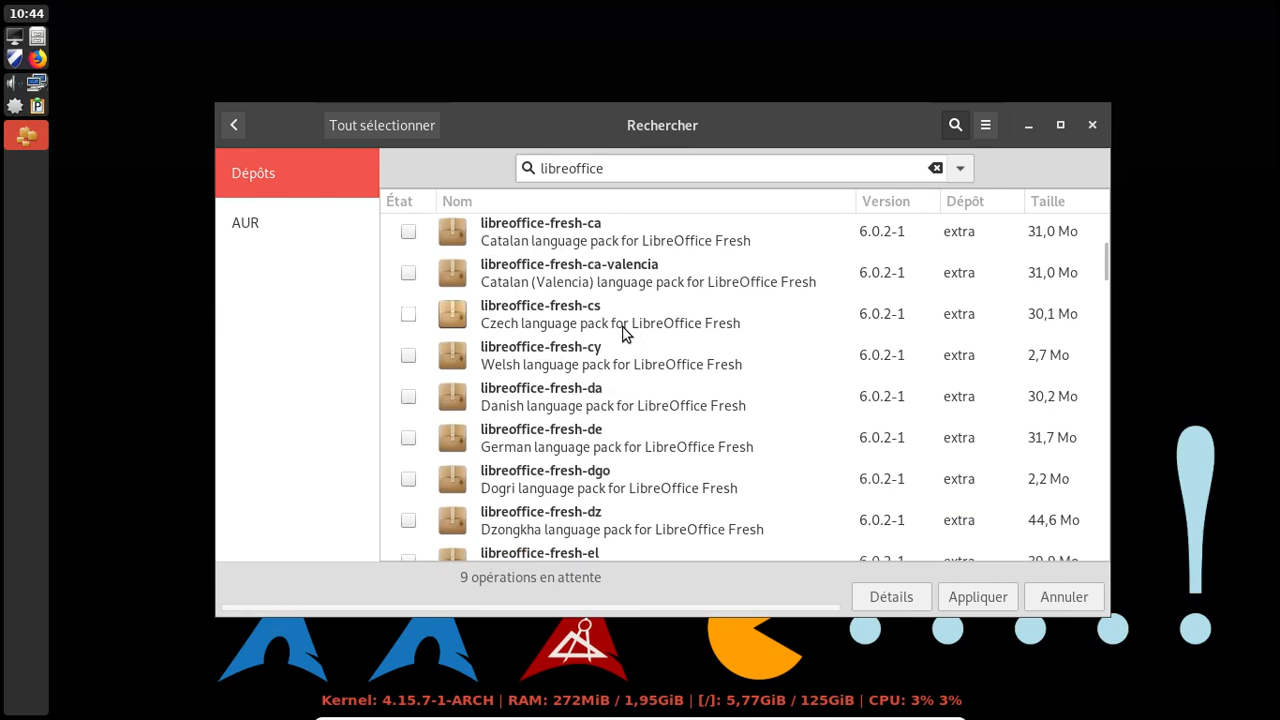 10:44
Tout sélectionner
Rechercher
Dépôts
AUR
libreoffice
État Nom Version Dépôt Taille
libreoffice-fresh-ca
Catalan language pack for LibreOffice Fresh
6.0.2-1 extra 31,0 Mo
libreoffice-fresh-ca-valencia
Catalan (Valencia) language pack for LibreOffice Fresh
6.0.2-1 extra 31,0 Mo
libreoffice-fresh-cs
Czech language pack for LibreOffice Fresh
6.0.2-1 extra 30,1 Mo
libreoffice-fresh-cy
Welsh language pack for LibreOffice Fresh
6.0.2-1 extra 2,7 Mo
libreoffice-fresh-da
Danish language pack for LibreOffice Fresh
6.0.2-1 extra 30,2 Mo
libreoffice-fresh-de
German language pack for LibreOffice Fresh
6.0.2-1 extra 31,7 Mo
libreoffice-fresh-dgo
Dogri language pack for LibreOffice Fresh
6.0.2-1 extra 2,2 Mo
libreoffice-fresh-dz
Dzongkha language pack for LibreOffice Fresh
6.0.2-1 extra 44,6 Mo
libreoffice-fresh-el
9 opérations en attente
Détails
Appliquer
Annuler
Kernel: 4.15.7-1-ARCH | RAM: 272MiB / 1,95GiB | [/]: 5,77GiB / 125GiB | CPU: 3% 3%